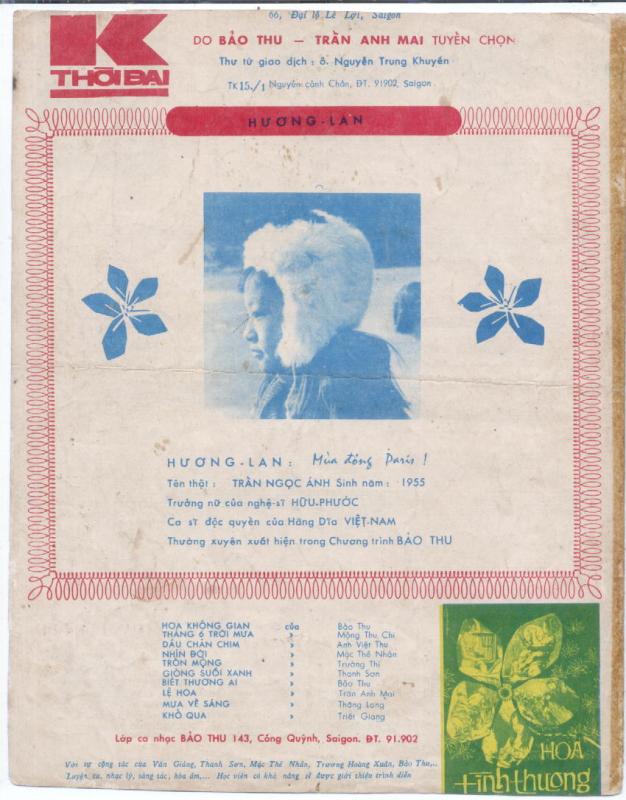 66, Đại lộ Lê Lợi, Saigon
K
THỜI ĐẠI
DO BẢO THU — TRẦN ANH MAI TUYỂN CHỌN
Thư từ giao dịch : ô. Nguyễn Trung Khuyến
TK 15./1 Nguyễn cảnh Chân, ĐT. 91902, Saigon
HƯƠNG-LAN
HƯƠNG-LAN : Mùa đông Paris !
Tên thật : TRẦN NGỌC ÁNH Sinh năm : 1955
Trưởng nữ của nghệ-sĩ HỮU-PHƯỚC
Ca sĩ độc quyền của Hãng Dĩa VIỆT-NAM
Thường xuyên xuất hiện trong Chương trình BẢO THU
HOA KHÔNG GIAN của Bảo Thu
THÁNG 6 TRỜI MƯA » Mộng Thu Chi
DẤU CHÂN CHIM » Anh Việt Thu
NHÌN ĐỜI » Mặc Thế Nhân
TRỐN MỘNG » Trường Thi
GIÒNG SUỐI XANH » Thanh Sơn
BIẾT THƯƠNG AI » Bảo Thu
LỆ HOA » Trần Anh Mai
MƯA VỀ SÁNG » Thăng Long
KHỔ QUA » Triết Giang
Lớp ca nhạc BẢO THU 143, Cống Quỳnh, Saigon. ĐT. 91.902
Với sự cộng tác của Văn Giảng, Thanh Sơn, Mặc Thế Nhân, Trương Hoàng Xuân, Bảo Thu,..
Luyện ca, nhạc lý, sáng tác, hòa âm,... Học viên có khả năng sẽ được giới thiệu trình diễn
HOA
tình thương